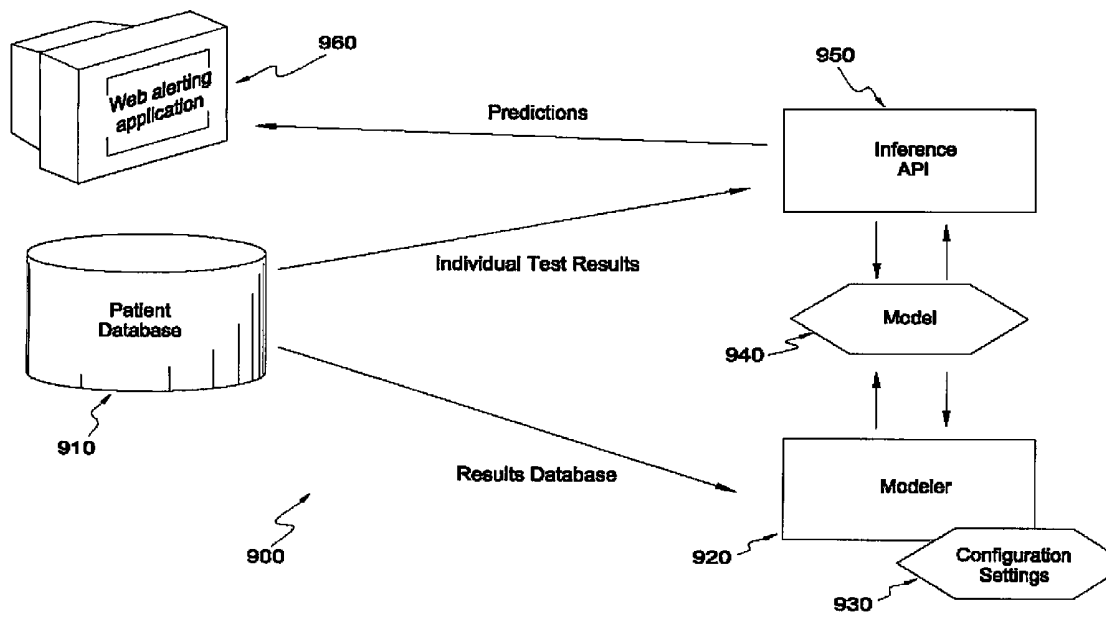 960
Web alerting
application
950
Predictions
Inference
API
Individual Test Results
Patient
Database
Model
940
910
Results Database
Modeler
900
920
Configuration
Settings
930